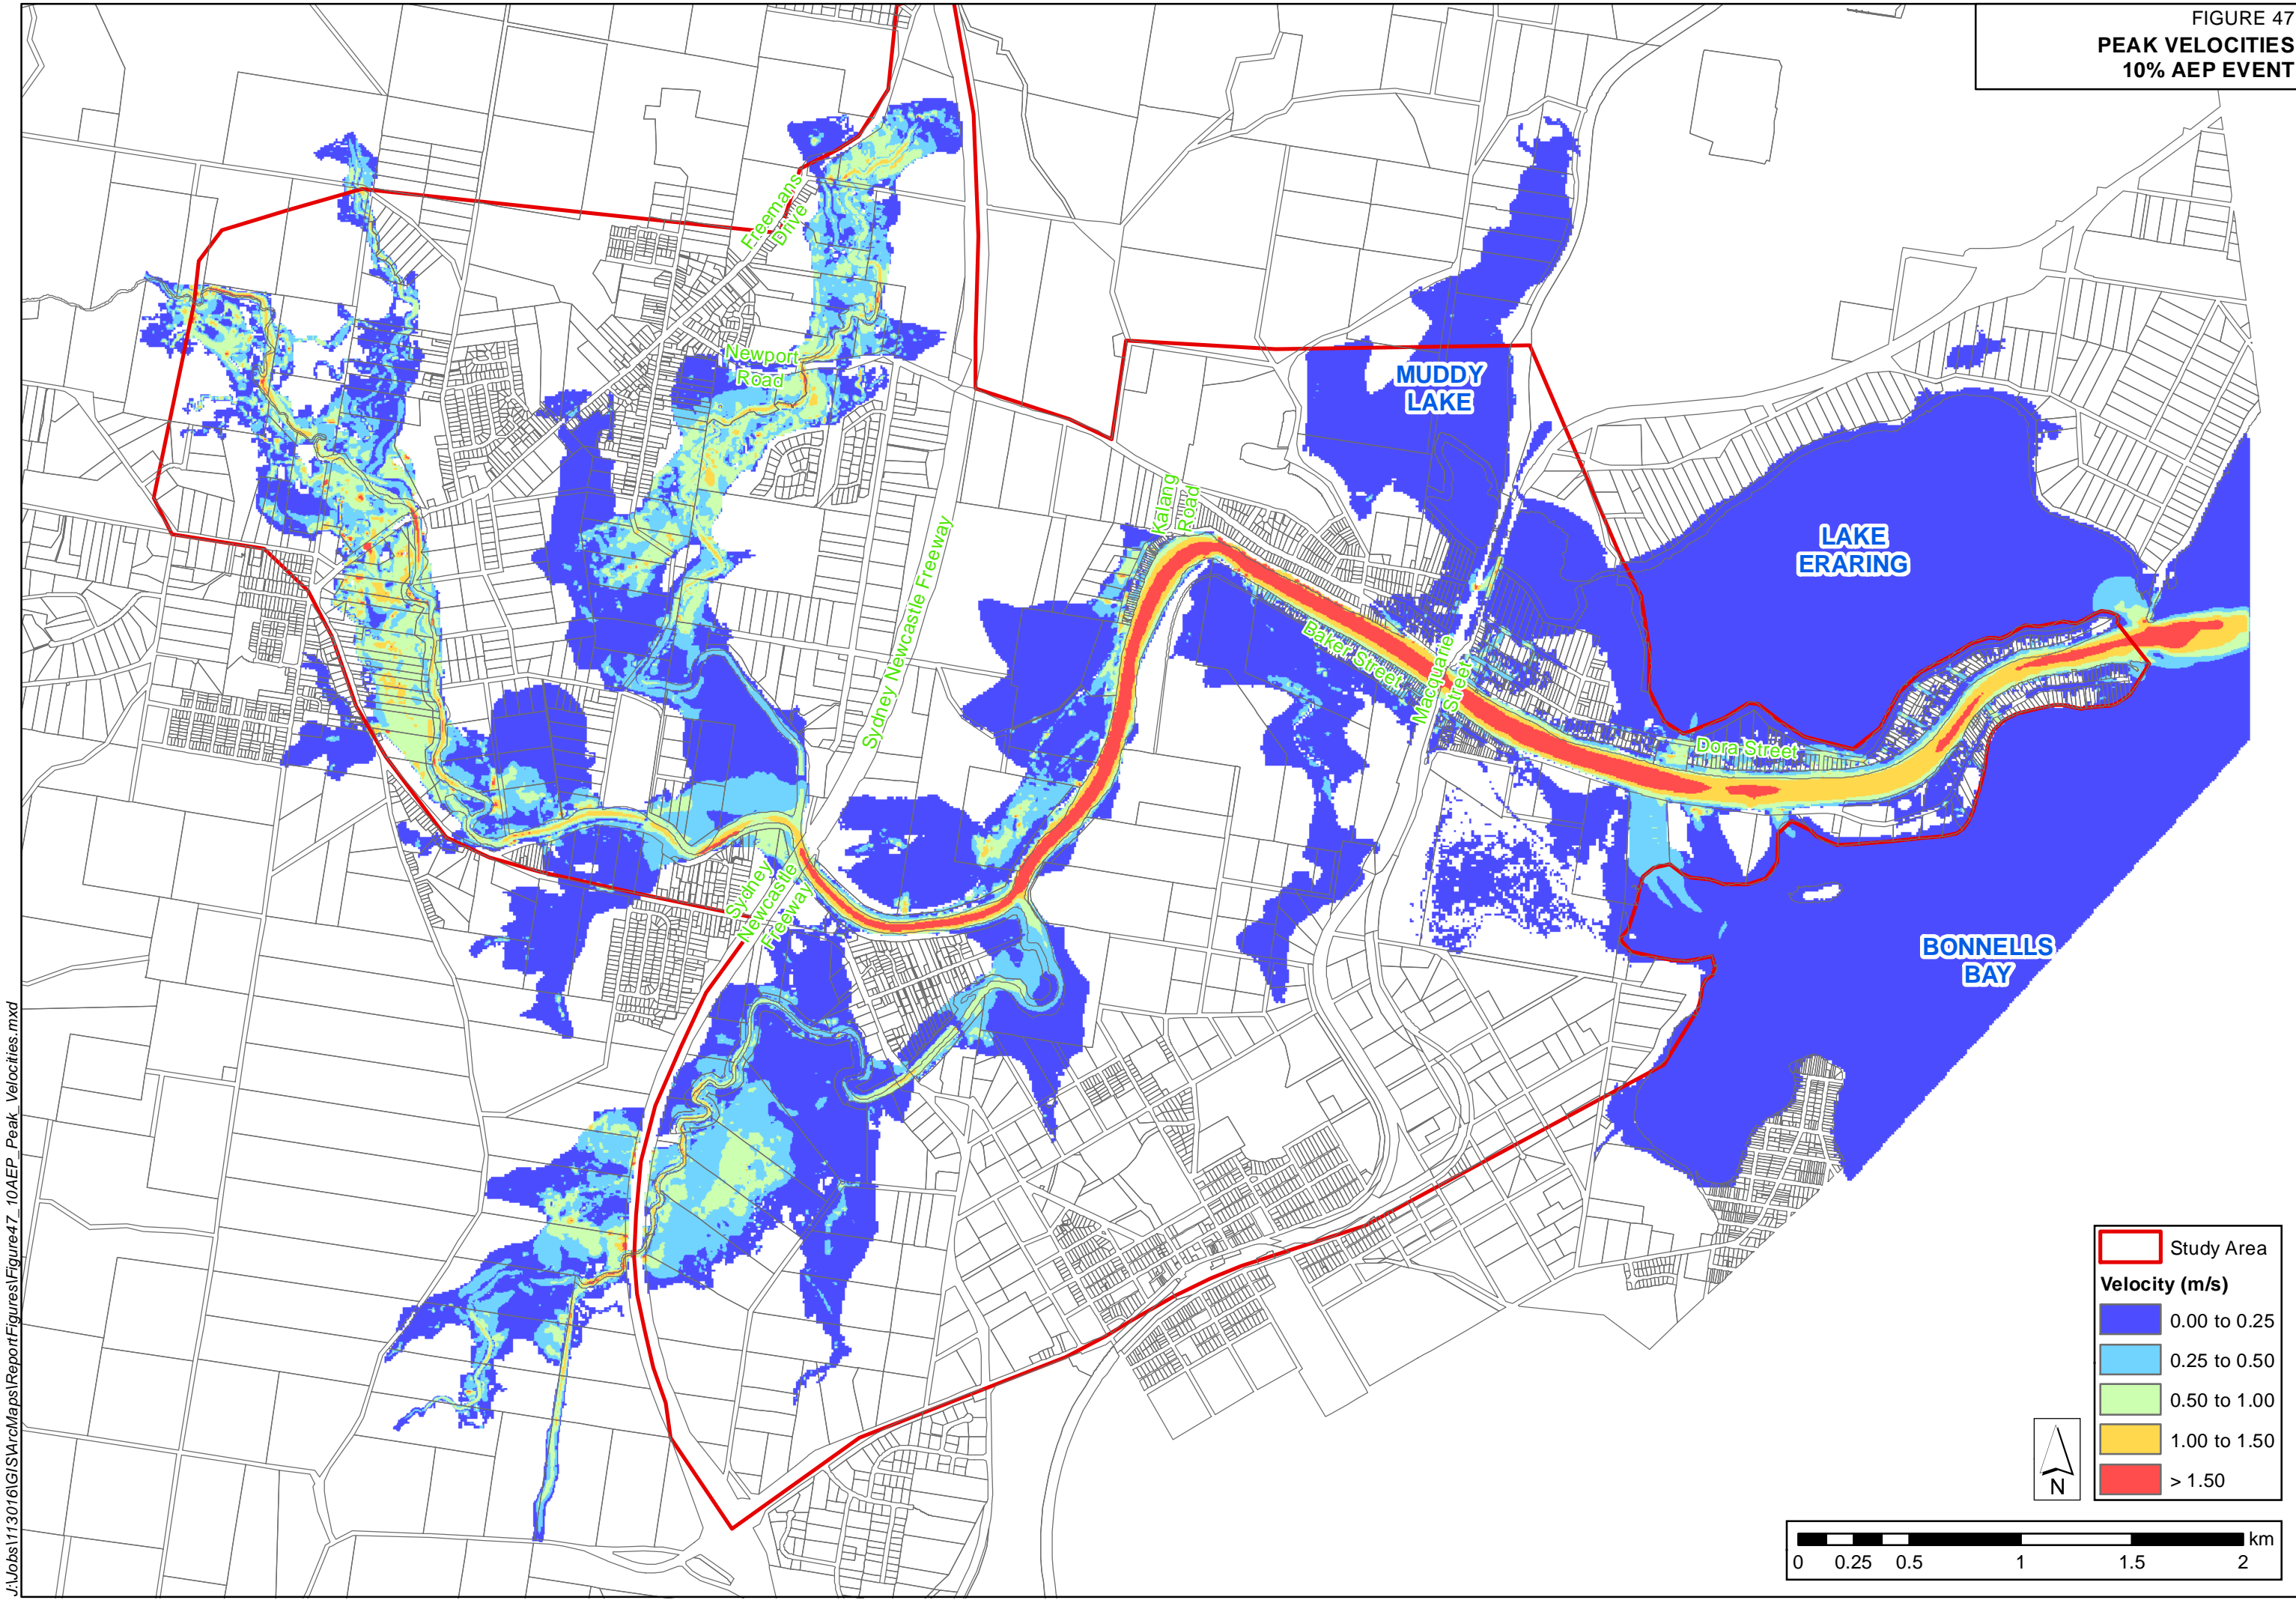 FIGURE 47
PEAK VELOCITIES
10% AEP EVENT
Freemans
Drive
Newport
Road
MUDDY
LAKE
Kalang
Road
LAKE
ERARING
Sydney Newcastle Freeway
Baker Street
Macquarie
Street
Dora Street
Sydney
Newcastle
Freeway
BONNELLS
BAY
J:\Jobs\113016\GIS\ArcMaps\ReportFigures\Figure47_10AEP_Peak_Velocities.mxd
Study Area
Velocity (m/s)
0.00 to 0.25
0.25 to 0.50
0.50 to 1.00
1.00 to 1.50
> 1.50
N
km
0 0.25 0.5 1 1.5 2